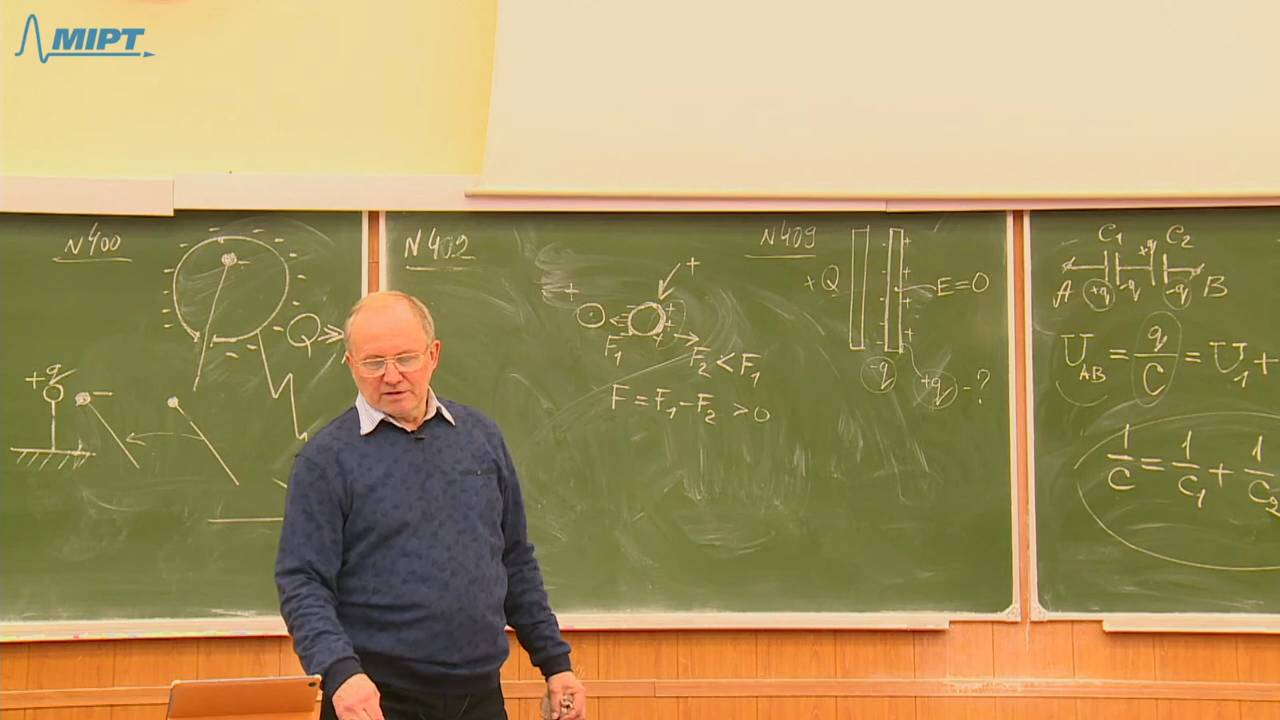 MIPT
N400
Q
+q
N402
+
+
F₁
F₂ < F₁
F = F₁ - F₂ > 0
N409
+Q
E = 0
-q
+q - ?
C₁ C₂
+q
A +q -q -q B
U_AB = q/C = U₁ +
1/C = 1/C₁ + 1/C₂